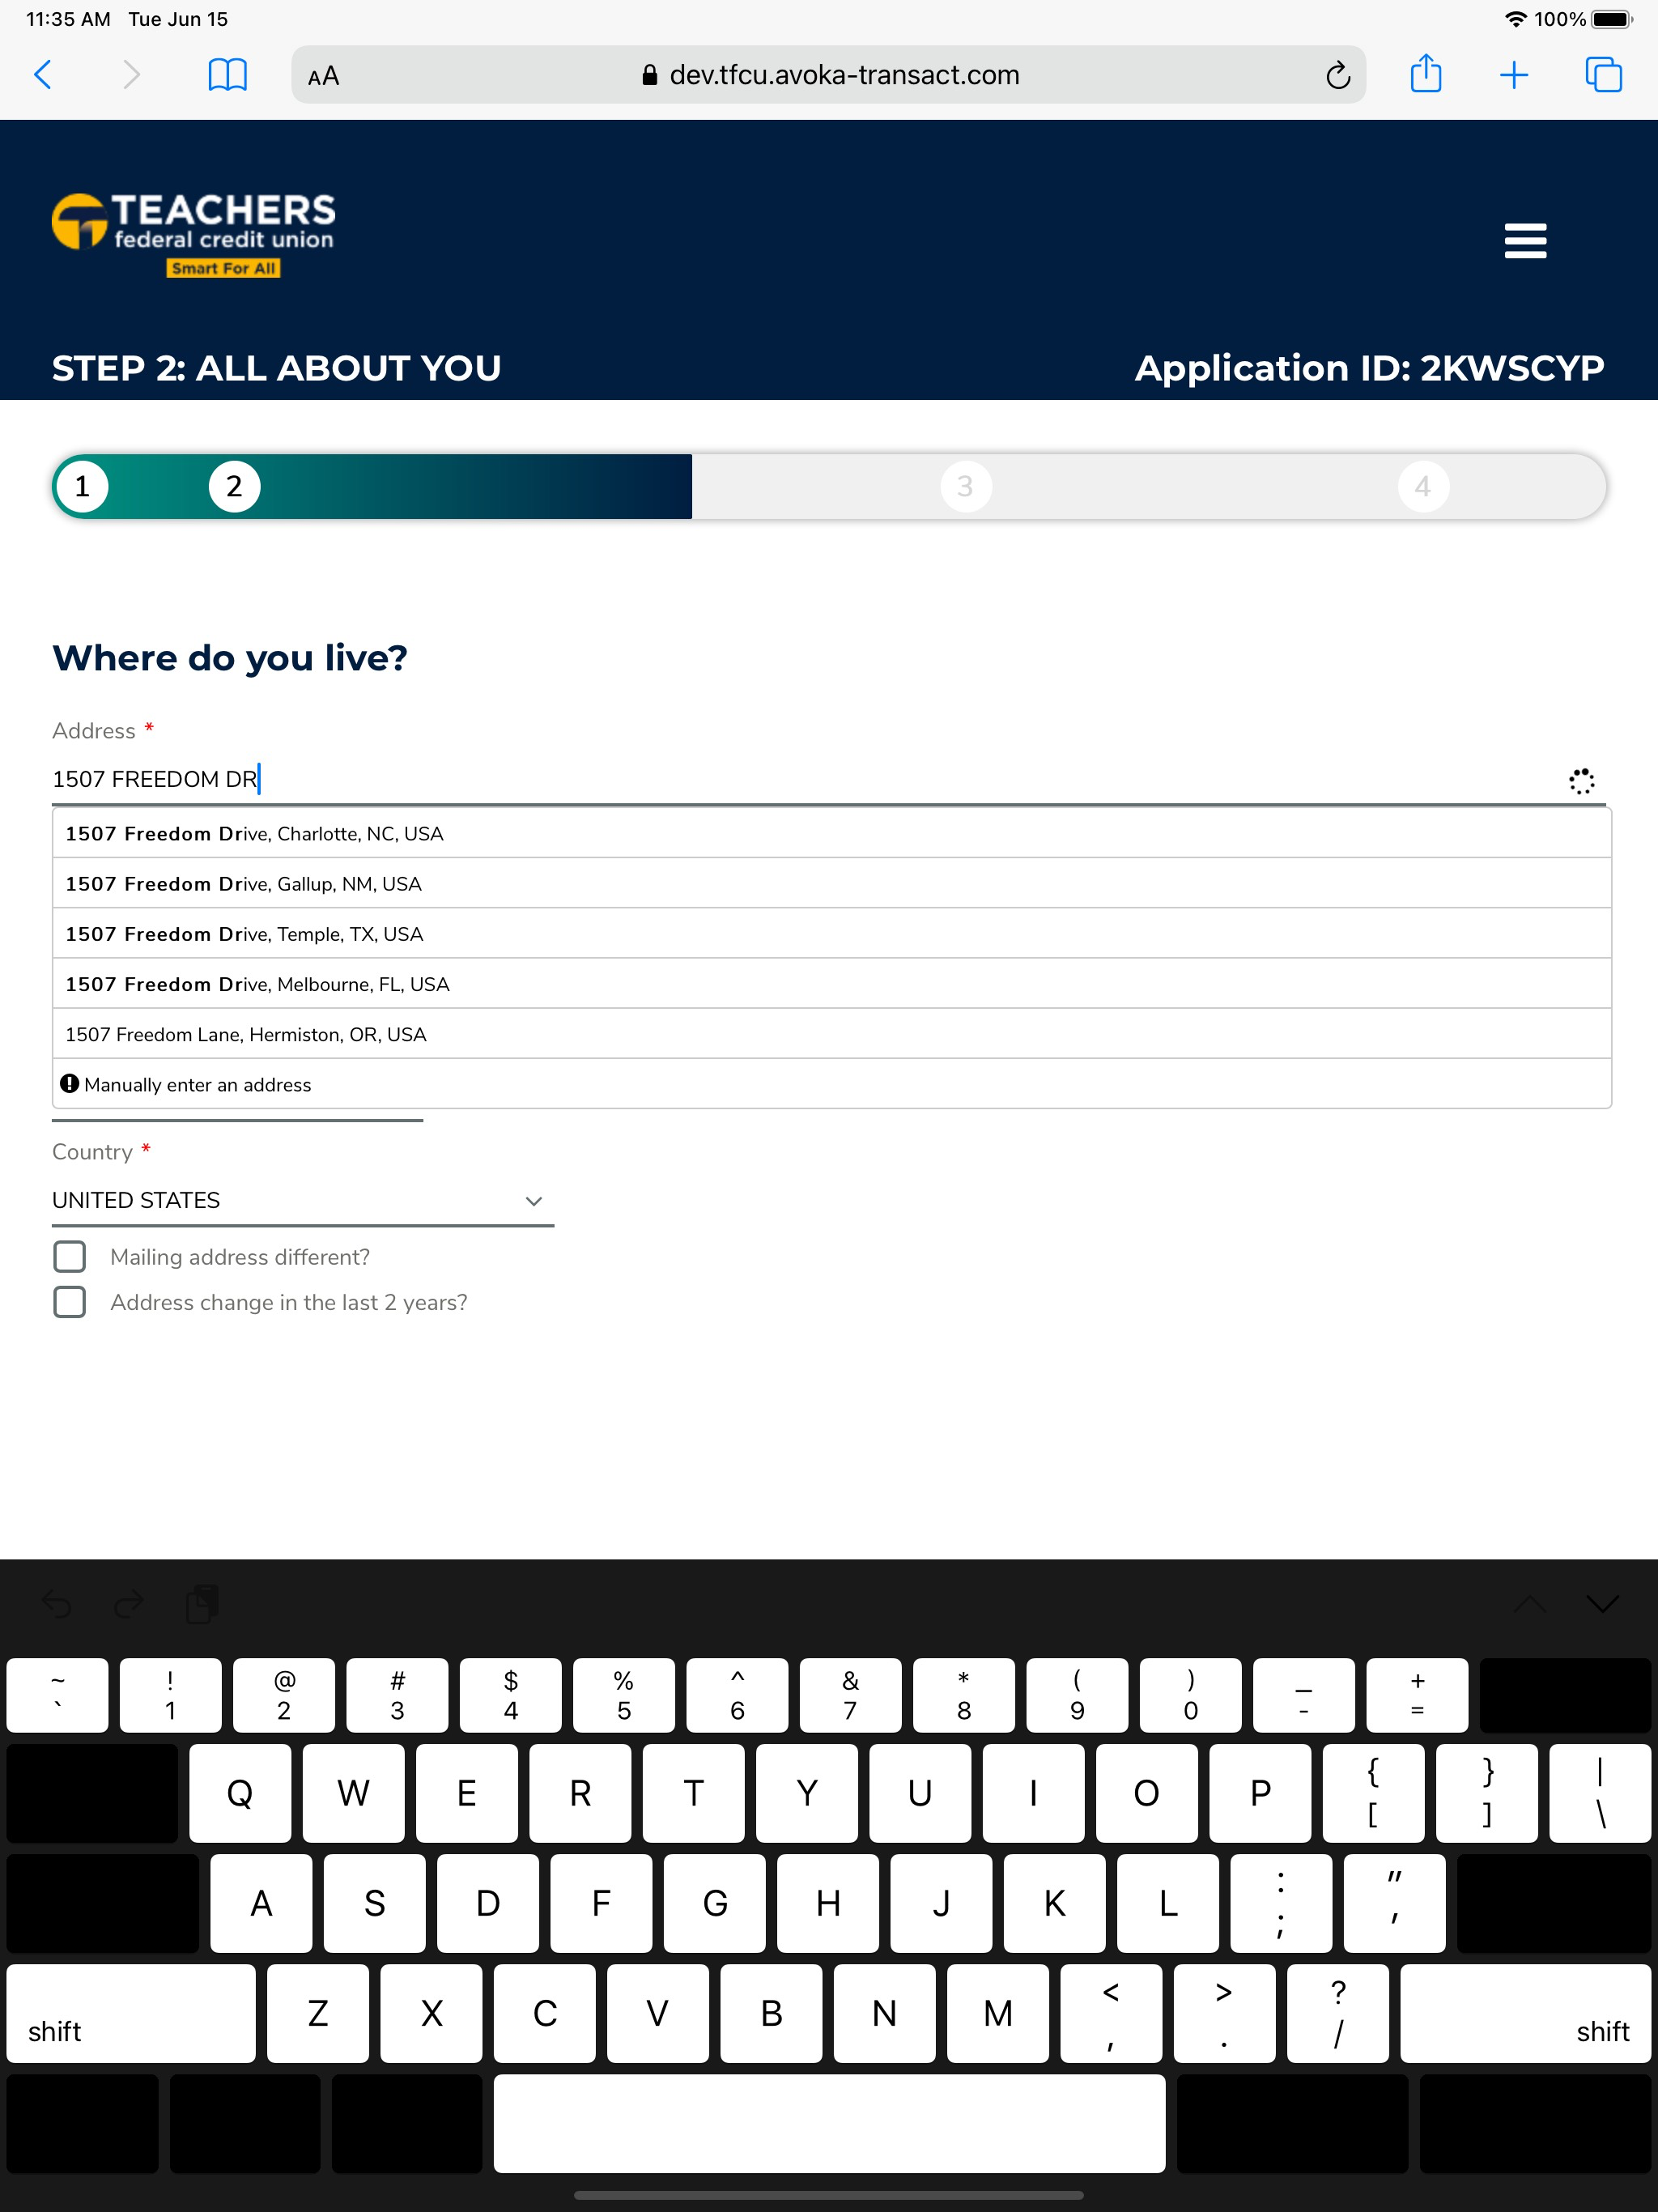 11:35 AM Tue Jun 15
100%
AA
dev.tfcu.avoka-transact.com
TEACHERS
federal credit union
Smart For All
STEP 2: ALL ABOUT YOU
Application ID: 2KWSCYP
1
2
3
4
Where do you live?
Address *
1507 FREEDOM DR
1507 Freedom Drive, Charlotte, NC, USA
1507 Freedom Drive, Gallup, NM, USA
1507 Freedom Drive, Temple, TX, USA
1507 Freedom Drive, Melbourne, FL, USA
1507 Freedom Lane, Hermiston, OR, USA
Manually enter an address
Country *
UNITED STATES
Mailing address different?
Address change in the last 2 years?
~ ! @ # $ % ^ & * ( ) _ +
` 1 2 3 4 5 6 7 8 9 0 - =
Q W E R T Y U I O P { } |
[ ] \
A S D F G H J K L : "
; '
Z X C V B N M < > ?
shift , . / shift